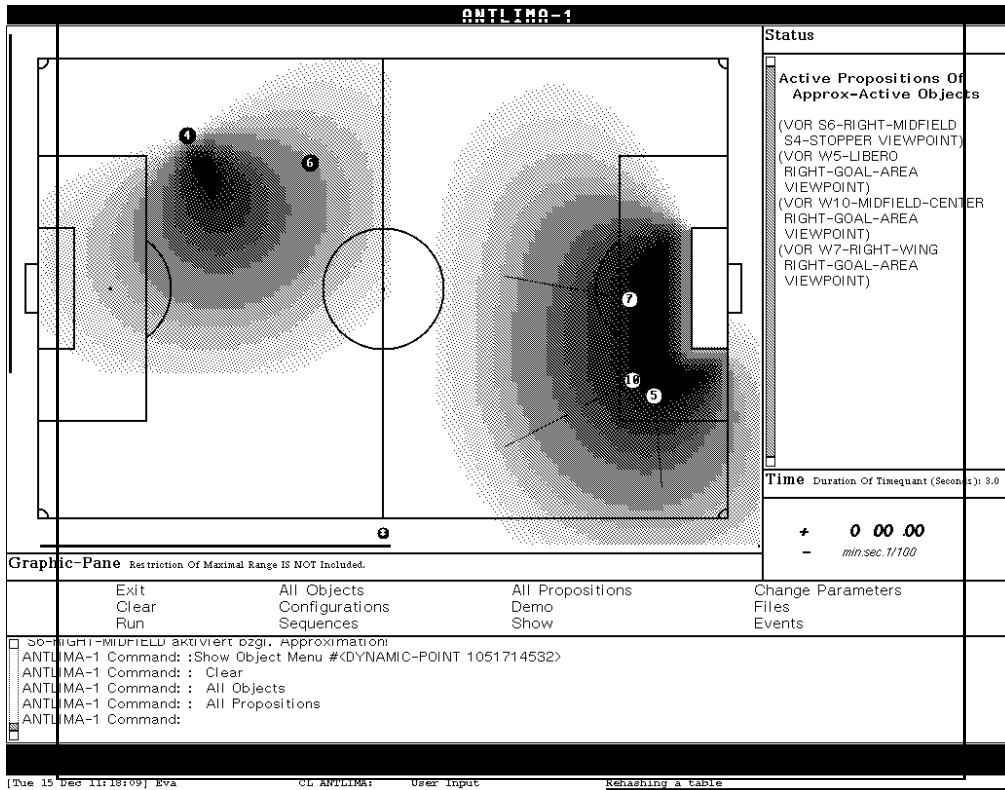 ANTLIMA-1
Status
Active Propositions Of
Approx-Active Objects
(VOR S6-RIGHT-MIDFIELD
S4-STOPPER VIEWPOINT)
(VOR W5-LIBERO
RIGHT-GOAL-AREA
VIEWPOINT)
(VOR W10-MIDFIELD-CENTER
RIGHT-GOAL-AREA
VIEWPOINT)
(VOR W7-RIGHT-WING
RIGHT-GOAL-AREA
VIEWPOINT)
4
6
7
10
5
Time Duration Of Timequant (Seconds): 3.0
+ 0 00 .00
- min.sec.1/100
Graphic-Pane Restriction Of Maximal Range IS NOT Included.
Exit All Objects All Propositions Change Parameters
Clear Configurations Demo Files
Run Sequences Show Events
S6-RIGHT-MIDFIELD aktiviert bzgl. Approximation!
ANTLIMA-1 Command: :Show Object Menu #<DYNAMIC-POINT 1051714532>
ANTLIMA-1 Command: : Clear
ANTLIMA-1 Command: : All Objects
ANTLIMA-1 Command: : All Propositions
ANTLIMA-1 Command:
[Tue 15 Dec 11:18:09] Eva CL ANTLIMA: User Input Rehashing a table